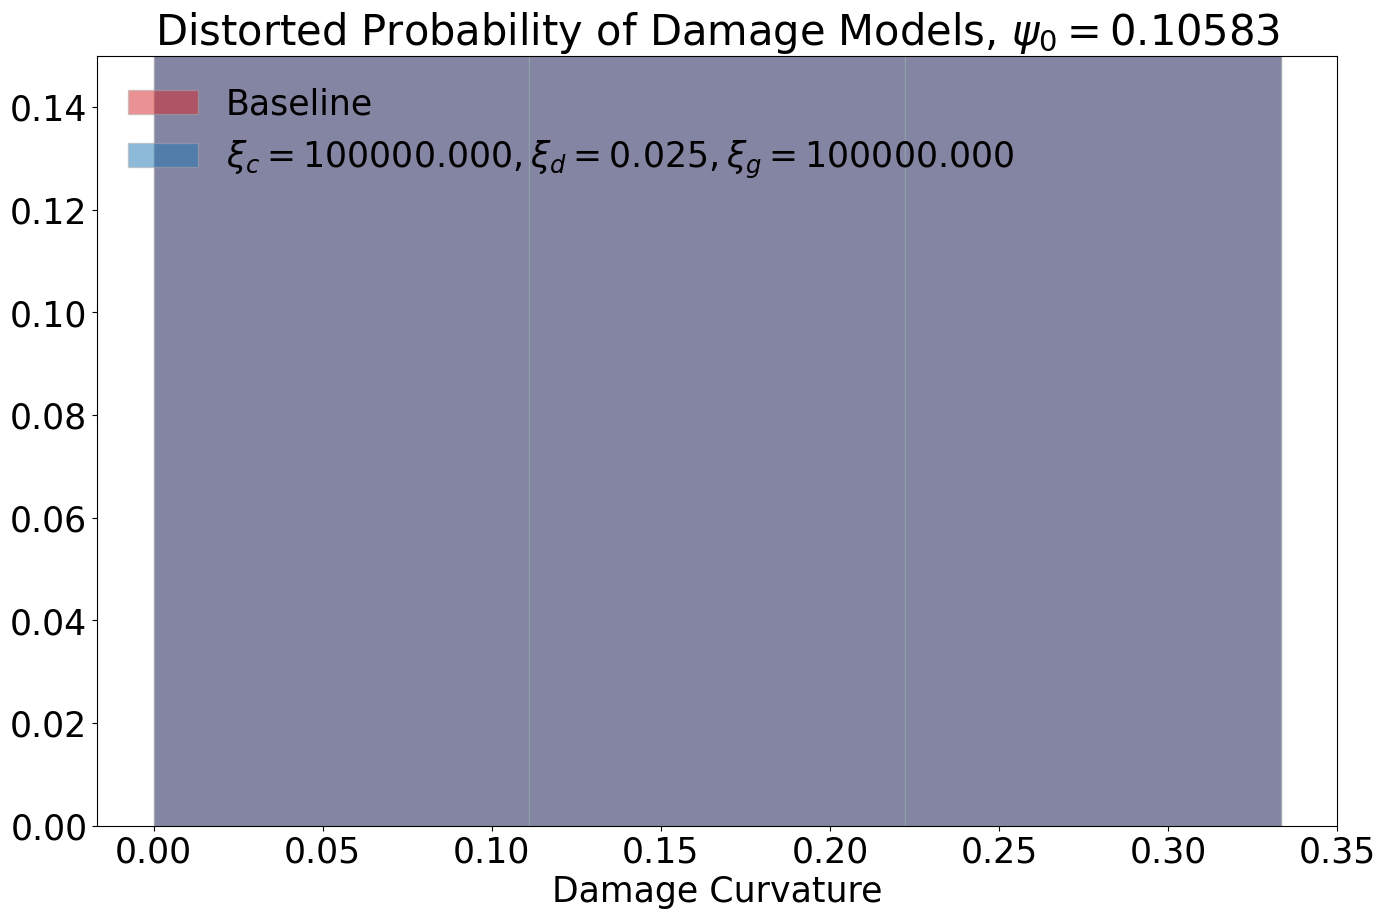 Distorted Probability of Damage Models, ψ₀ = 0.10583
0.14
0.12
0.10
0.08
0.06
0.04
0.02
0.00
Baseline
ξ_c = 100000.000, ξ_d = 0.025, ξ_g = 100000.000
0.00 0.05 0.10 0.15 0.20 0.25 0.30 0.35
Damage Curvature